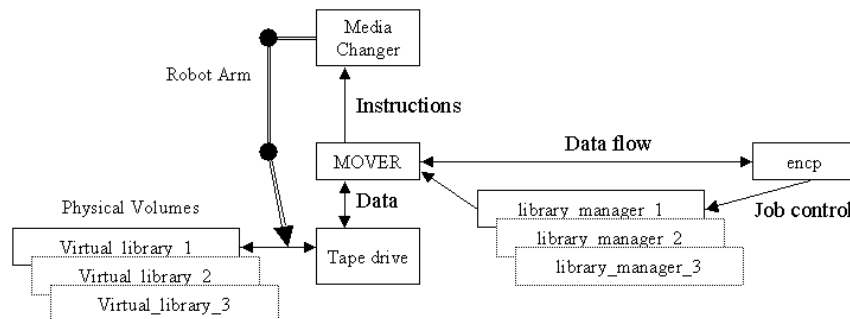 Media
Changer
Robot Arm
Instructions
MOVER
Data flow
encp
Data
Physical Volumes
library_manager_1
Job control
Virtual_library_1
Tape drive
library_manager_2
Virtual_library_2
library_manager_3
Virtual_library_3